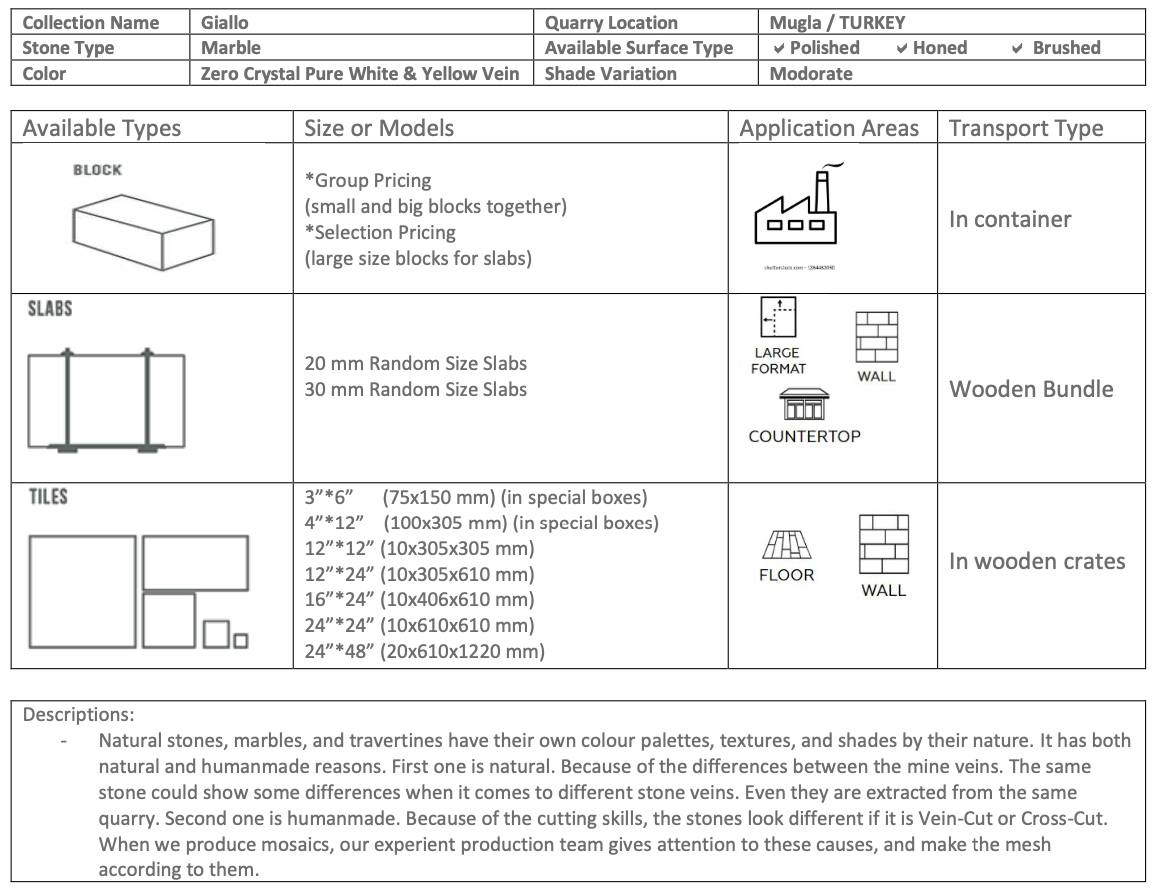 Collection Name Giallo Quarry Location Mugla / TURKEY
Stone Type Marble Available Surface Type Polished Honed Brushed
Color Zero Crystal Pure White & Yellow Vein Shade Variation Modorate
Available Types Size or Models Application Areas Transport Type
BLOCK
*Group Pricing
(small and big blocks together)
*Selection Pricing
(large size blocks for slabs)
In container
SLABS
20 mm Random Size Slabs
30 mm Random Size Slabs
LARGE
FORMAT
WALL
COUNTERTOP
Wooden Bundle
TILES
3”*6” (75x150 mm) (in special boxes)
4”*12” (100x305 mm) (in special boxes)
12”*12” (10x305x305 mm)
12”*24” (10x305x610 mm)
16”*24” (10x406x610 mm)
24”*24” (10x610x610 mm)
24”*48” (20x610x1220 mm)
FLOOR
WALL
In wooden crates
Descriptions:
- Natural stones, marbles, and travertines have their own colour palettes, textures, and shades by their nature. It has both
natural and humanmade reasons. First one is natural. Because of the differences between the mine veins. The same
stone could show some differences when it comes to different stone veins. Even they are extracted from the same
quarry. Second one is humanmade. Because of the cutting skills, the stones look different if it is Vein-Cut or Cross-Cut.
When we produce mosaics, our experient production team gives attention to these causes, and make the mesh
according to them.